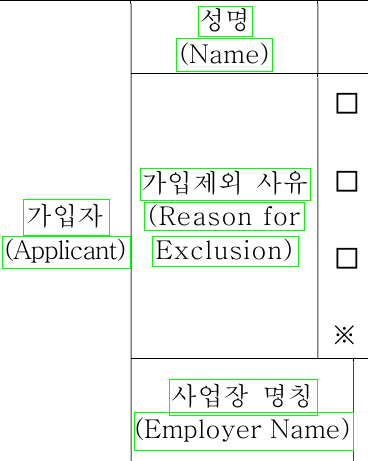 성명
(Name)
가입자
(Applicant)
가입제외 사유
(Reason for
Exclusion)
□
□
□
※
사업장 명칭
(Employer Name)